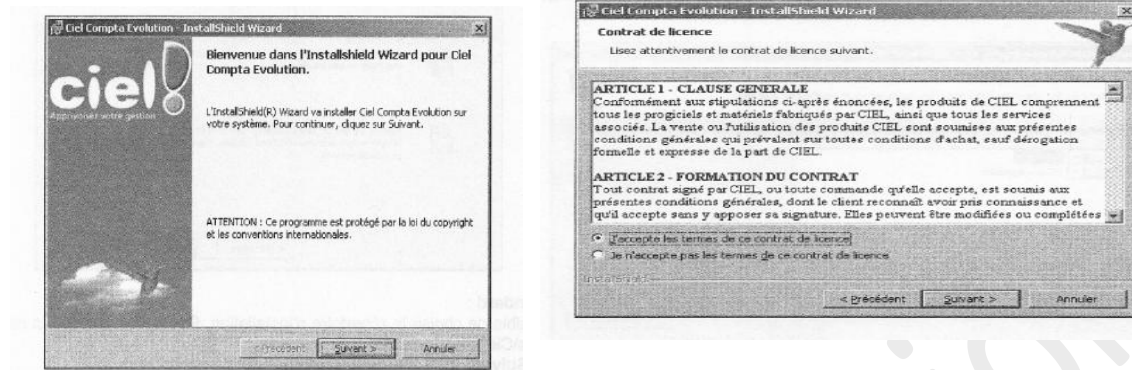 Ciel Compta Evolution - InstallShield Wizard
ciel!
Apprivoiser votre gestion
Bienvenue dans l'Installshield Wizard pour Ciel
Compta Evolution.
L'InstallShield(R) Wizard va installer Ciel Compta Evolution sur
votre système. Pour continuer, cliquez sur Suivant.
ATTENTION : Ce programme est protégé par la loi du copyright
et les conventions internationales.
< Précédent
Suivant >
Annuler
Ciel Compta Evolution - InstallShield Wizard
Contrat de licence
Lisez attentivement le contrat de licence suivant.
ARTICLE 1 - CLAUSE GENERALE
Conformément aux stipulations ci-après énoncées, les produits de CIEL comprennent
tous les progiciels et matériels fabriqués par CIEL, ainsi que tous les services
associés. La vente ou l'utilisation des produits CIEL sont soumises aux présentes
conditions générales qui prévalent sur toutes conditions d'achat, sauf dérogation
formelle et expresse de la part de CIEL.
ARTICLE 2 - FORMATION DU CONTRAT
Tout contrat signé par CIEL, ou toute commande qu'elle accepte, est soumis aux
présentes conditions générales, dont le client reconnaît avoir pris connaissance et
qu'il accepte sans y apposer sa signature. Elles peuvent être modifiées ou complétées
J'accepte les termes de ce contrat de licence
Je n'accepte pas les termes de ce contrat de licence
InstallShield
< Précédent
Suivant >
Annuler